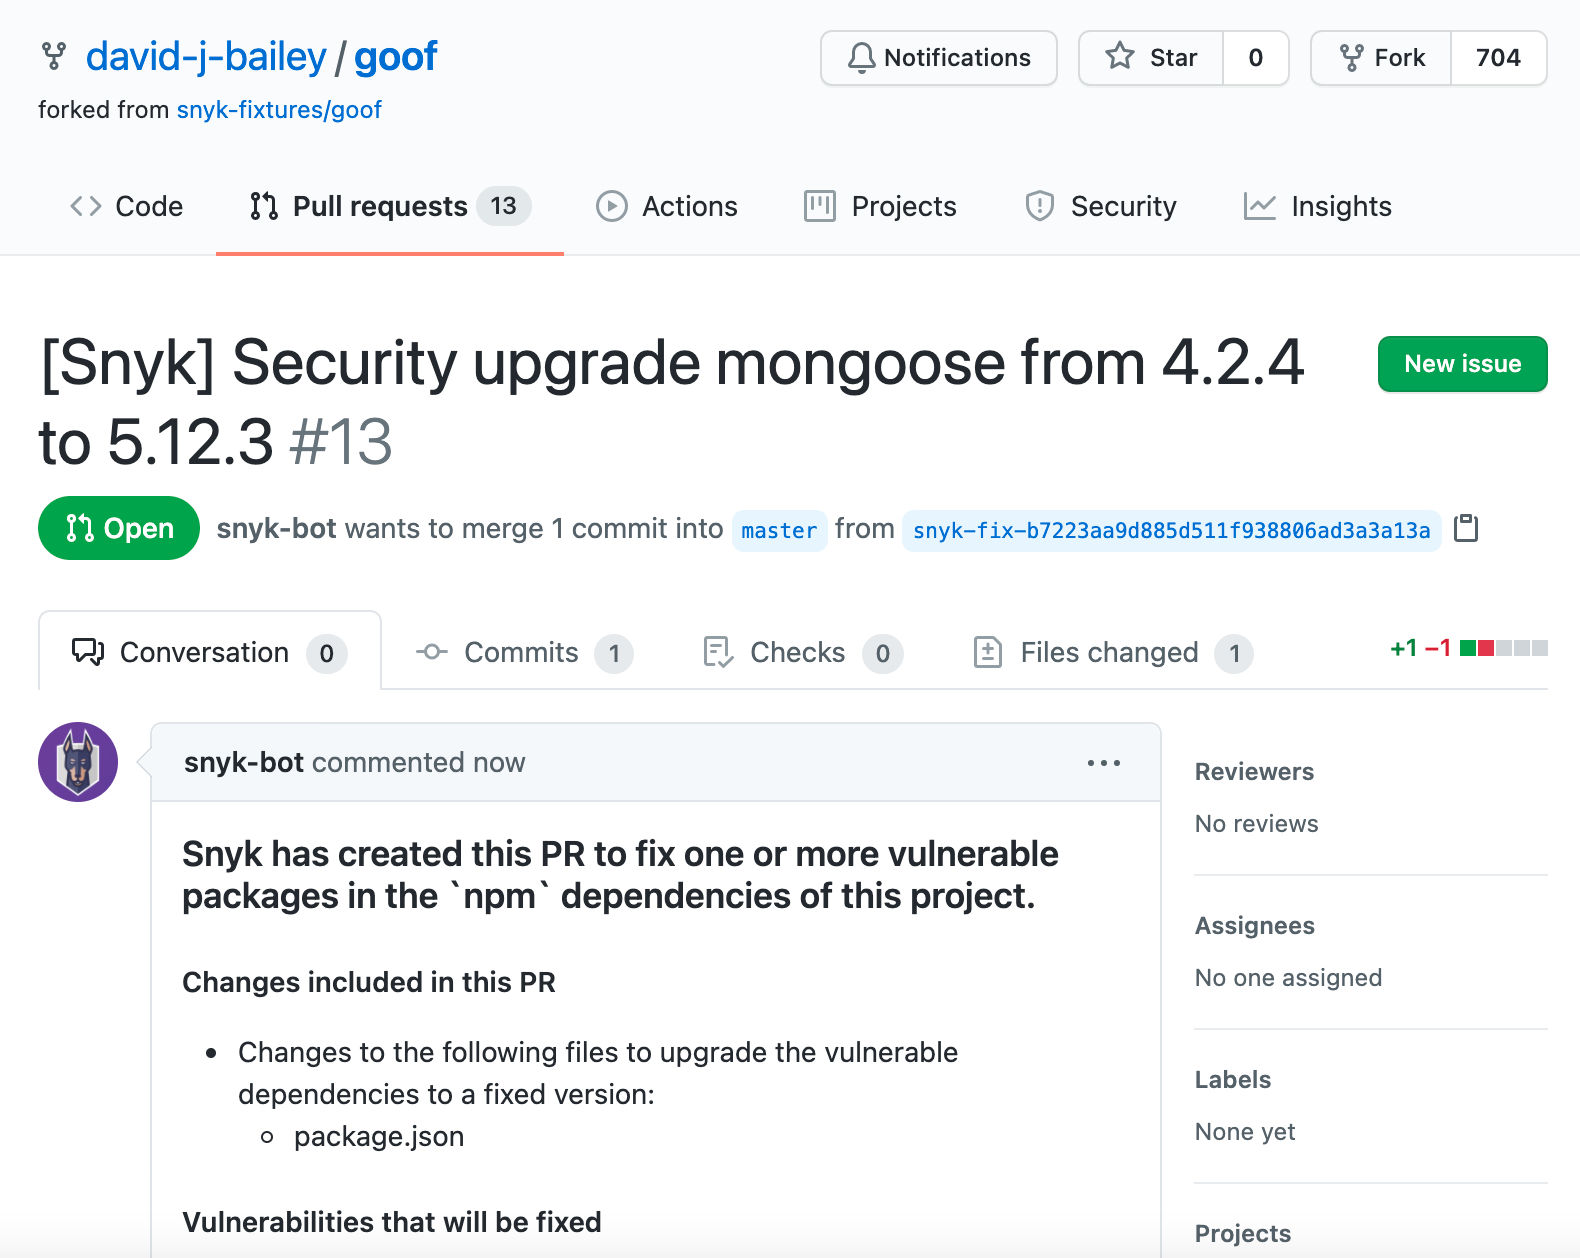 david-j-bailey / goof
Notifications
Star 0
Fork 704
forked from snyk-fixtures/goof
Code
Pull requests 13
Actions
Projects
Security
Insights
[Snyk] Security upgrade mongoose from 4.2.4
to 5.12.3 #13
New issue
Open
snyk-bot wants to merge 1 commit into master from snyk-fix-b7223aa9d885d511f938806ad3a3a13a
Conversation 0
Commits 1
Checks 0
Files changed 1
+1 −1
snyk-bot commented now
Snyk has created this PR to fix one or more vulnerable
packages in the `npm` dependencies of this project.
Changes included in this PR
• Changes to the following files to upgrade the vulnerable
dependencies to a fixed version:
◦ package.json
Vulnerabilities that will be fixed
Reviewers
No reviews
Assignees
No one assigned
Labels
None yet
Projects